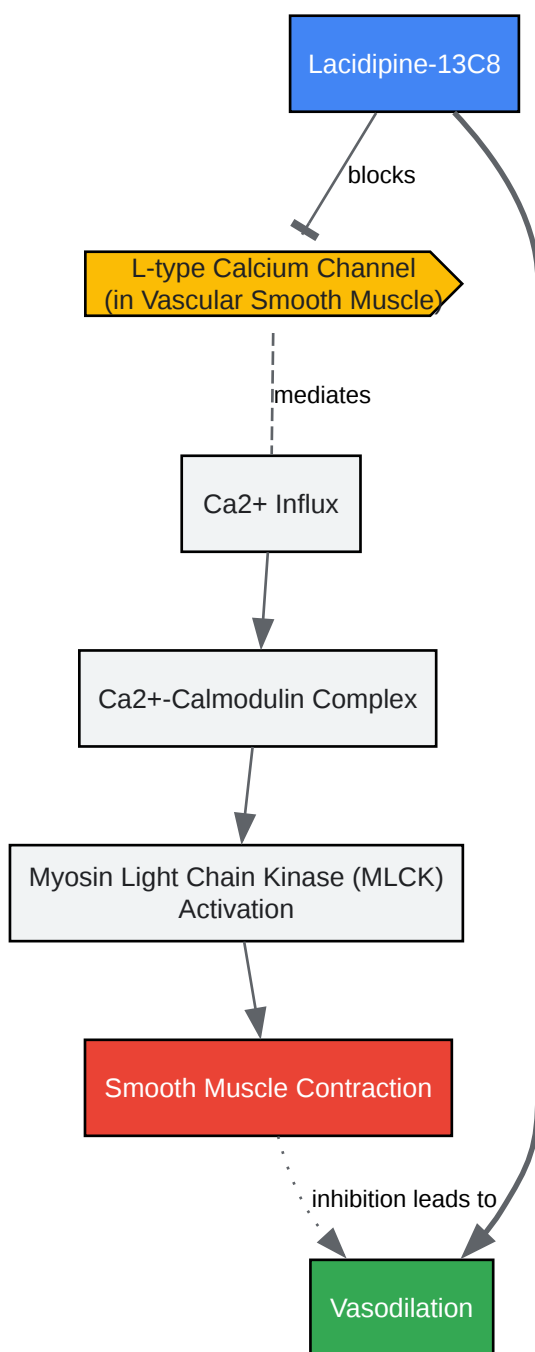 Lacidipine-13C8
blocks
L-type Calcium Channel
(in Vascular Smooth Muscle)
mediates
Ca2+ Influx
Ca2+-Calmodulin Complex
Myosin Light Chain Kinase (MLCK)
Activation
Smooth Muscle Contraction
inhibition leads to
Vasodilation